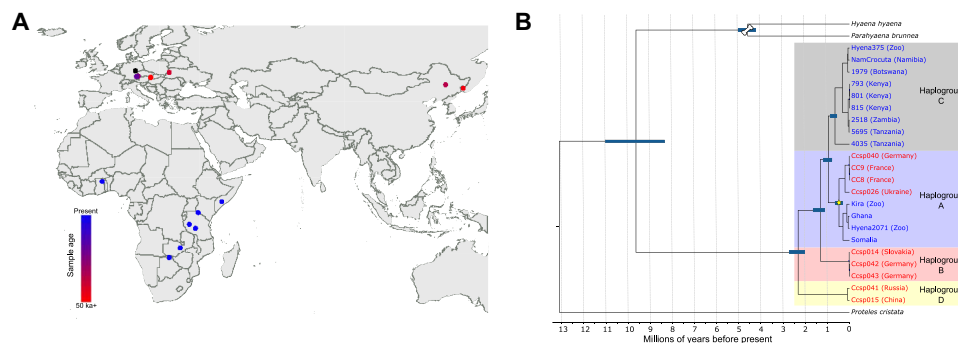 A
Present
Sample age
50 ka+
B
Hyaena hyaena
Parahyaena brunnea
Hyena375 (Zoo)
NamCrocuta (Namibia)
1979 (Botswana)
793 (Kenya)
801 (Kenya)
815 (Kenya)
2518 (Zambia)
5695 (Tanzania)
4035 (Tanzania)
Haplogrou
C
Ccsp040 (Germany)
CC9 (France)
CC8 (France)
Ccsp026 (Ukraine)
Kira (Zoo)
Ghana
Hyena2071 (Zoo)
Somalia
Haplogrou
A
Ccsp014 (Slovakia)
Ccsp042 (Germany)
Ccsp043 (Germany)
Haplogrou
B
Ccsp041 (Russia)
Ccsp015 (China)
Haplogrou
D
Proteles cristata
13 12 11 10 9 8 7 6 5 4 3 2 1 0
Millions of years before present